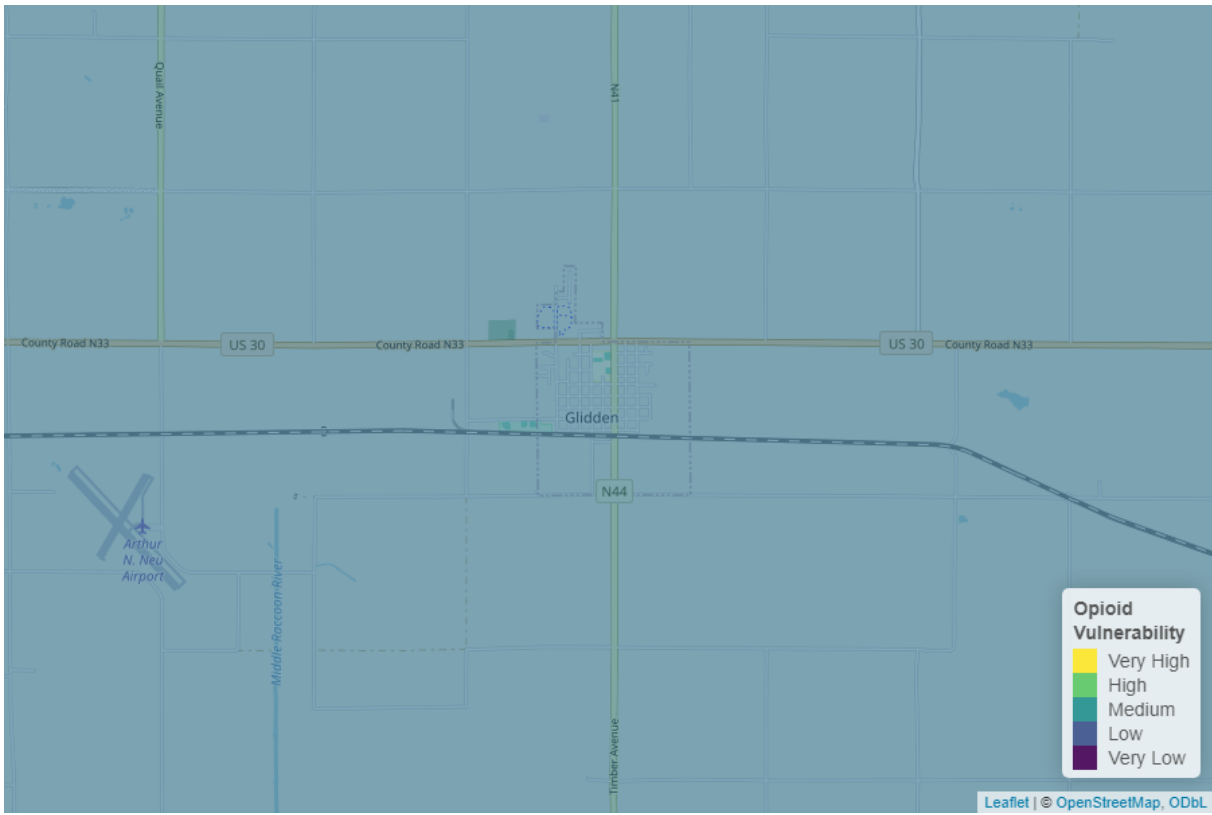 Quail Avenue
N41
County Road N33
US 30
County Road N33
US 30
County Road N33
Glidden
N44
Arthur
N. Neu
Airport
Middle Raccoon River
Timber Avenue
Opioid
Vulnerability
Very High
High
Medium
Low
Very Low
Leaflet | © OpenStreetMap, ODbL